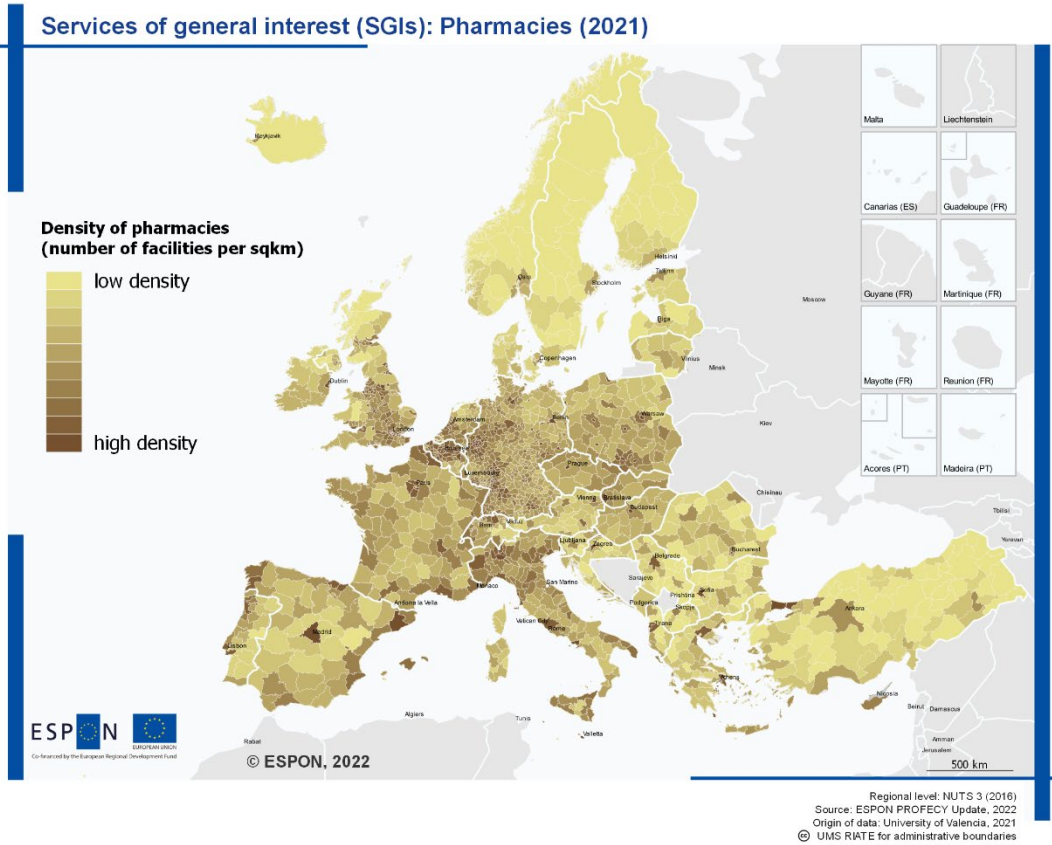 Services of general interest (SGIs): Pharmacies (2021)
Density of pharmacies
(number of facilities per sqkm)
low density
high density
Reykjavik
Oslo
Helsinki
Tallinn
Stockholm
Riga
Copenhagen
Vilnius
Minsk
Moscow
Dublin
London
Amsterdam
Berlin
Warsaw
Kiev
Luxembourg
Prague
Paris
Vienna
Bratislava
Budapest
Chisinau
Bern
Vaduz
Ljubljana
Zagreb
Belgrade
Bucharest
Monaco
San Marino
Sarajevo
Andorra la Vella
Podgorica
Prishtina
Sofia
Skopje
Vatican City
Rome
Tirana
Madrid
Lisbon
Ankara
Athens
Tbilisi
Yerevan
Nicosia
Beirut
Damascus
Amman
Jerusalem
Algiers
Tunis
Valletta
Rabat
Malta
Liechtenstein
Canarias (ES)
Guadeloupe (FR)
Guyane (FR)
Martinique (FR)
Mayotte (FR)
Reunion (FR)
Acores (PT)
Madeira (PT)
ESPON
EUROPEAN UNION
Co-financed by the European Regional Development Fund
© ESPON, 2022
500 km
Regional level: NUTS 3 (2016)
Source: ESPON PROFECY Update, 2022
Origin of data: University of Valencia, 2021
cc UMS RIATE for administrative boundaries